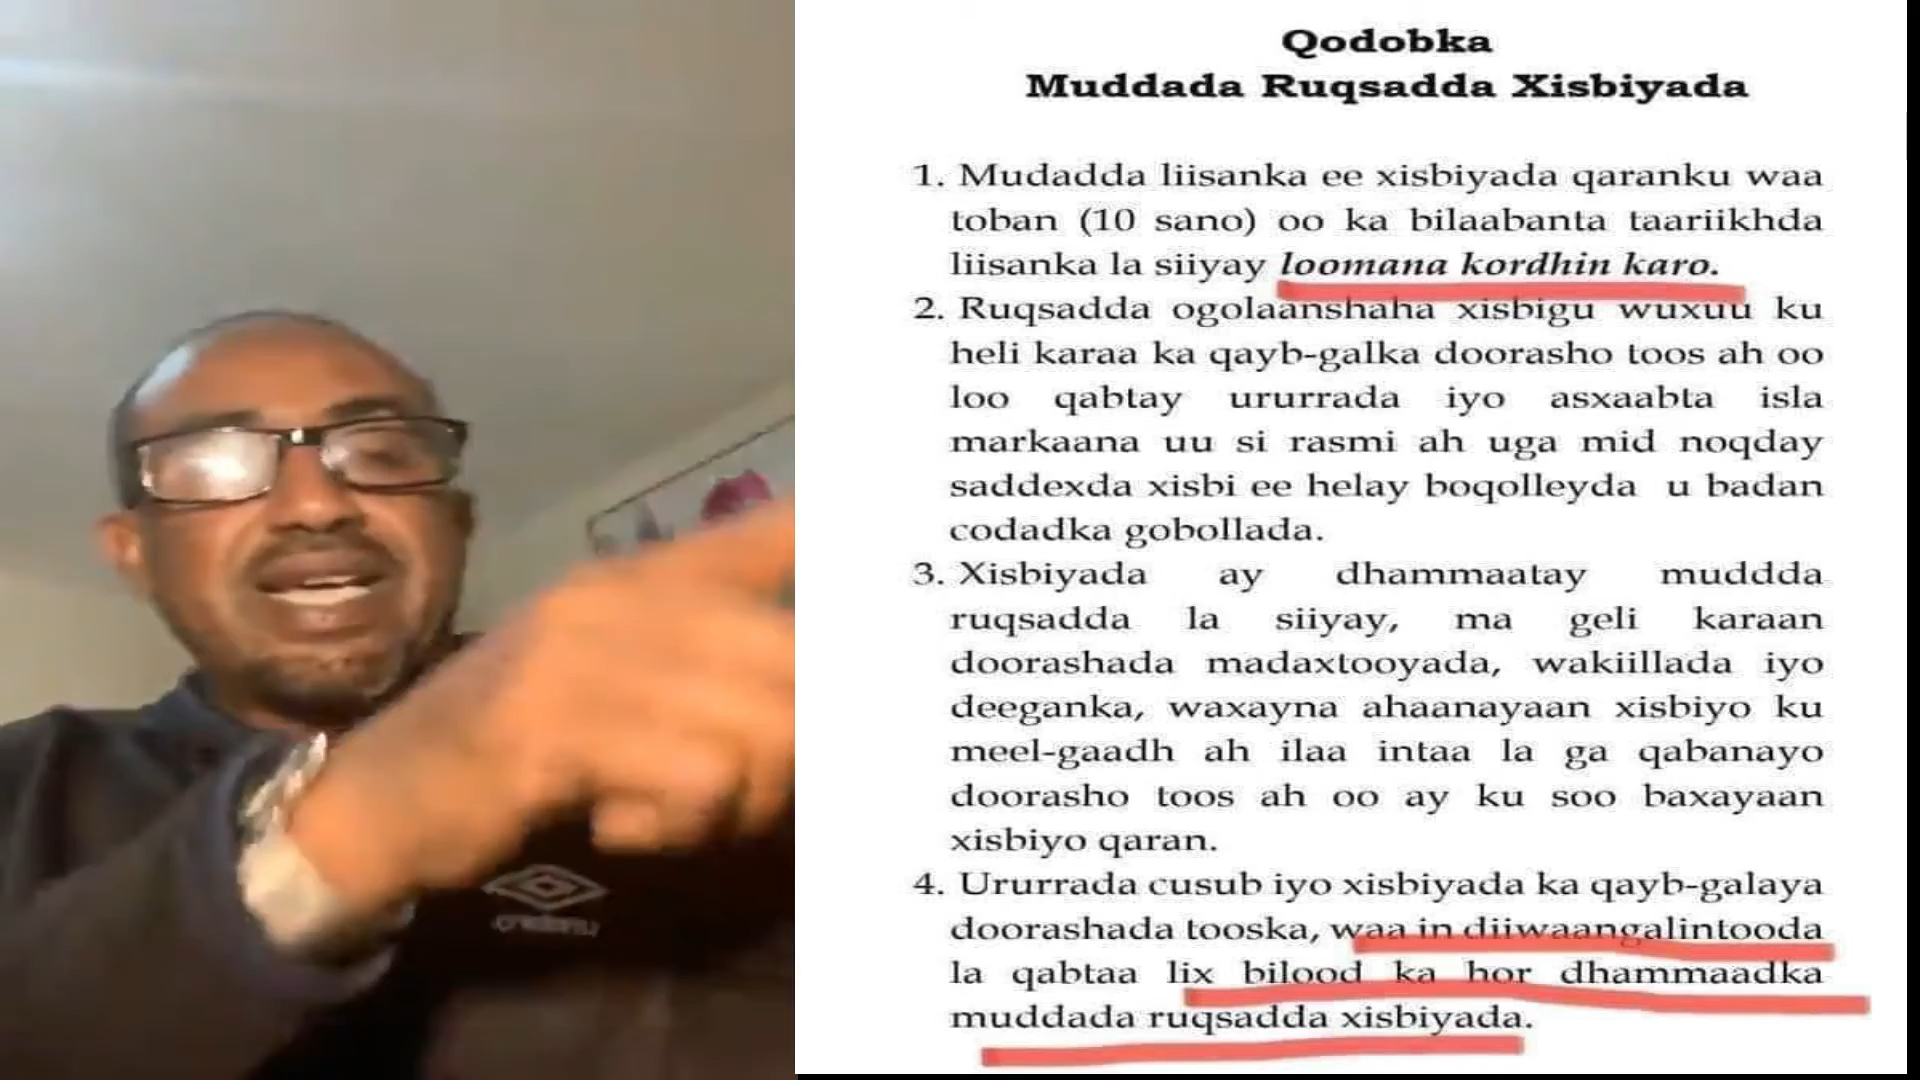 Qodobka
Muddada Ruqsadda Xisbiyada
1. Mudadda liisanka ee xisbiyada qaranku waa
toban (10 sano) oo ka bilaabanta taariikhda
liisanka la siiyay loomana kordhin karo.
2. Ruqsadda ogolaanshaha xisbigu wuxuu ku
heli karaa ka qayb-galka doorasho toos ah oo
loo qabtay ururrada iyo asxaabta isla
markaana uu si rasmi ah uga mid noqday
saddexda xisbi ee helay boqolleyda u badan
codadka gobollada.
3. Xisbiyada ay dhammaatay muddda
ruqsadda la siiyay, ma geli karaan
doorashada madaxtooyada, wakiillada iyo
deeganka, waxayna ahaanayaan xisbiyo ku
meel-gaadh ah ilaa intaa la ga qabanayo
doorasho toos ah oo ay ku soo baxayaan
xisbiyo qaran.
4. Ururrada cusub iyo xisbiyada ka qayb-galaya
doorashada tooska, waa in diiwaangalintooda
la qabtaa lix bilood ka hor dhammaadka
muddada ruqsadda xisbiyada.